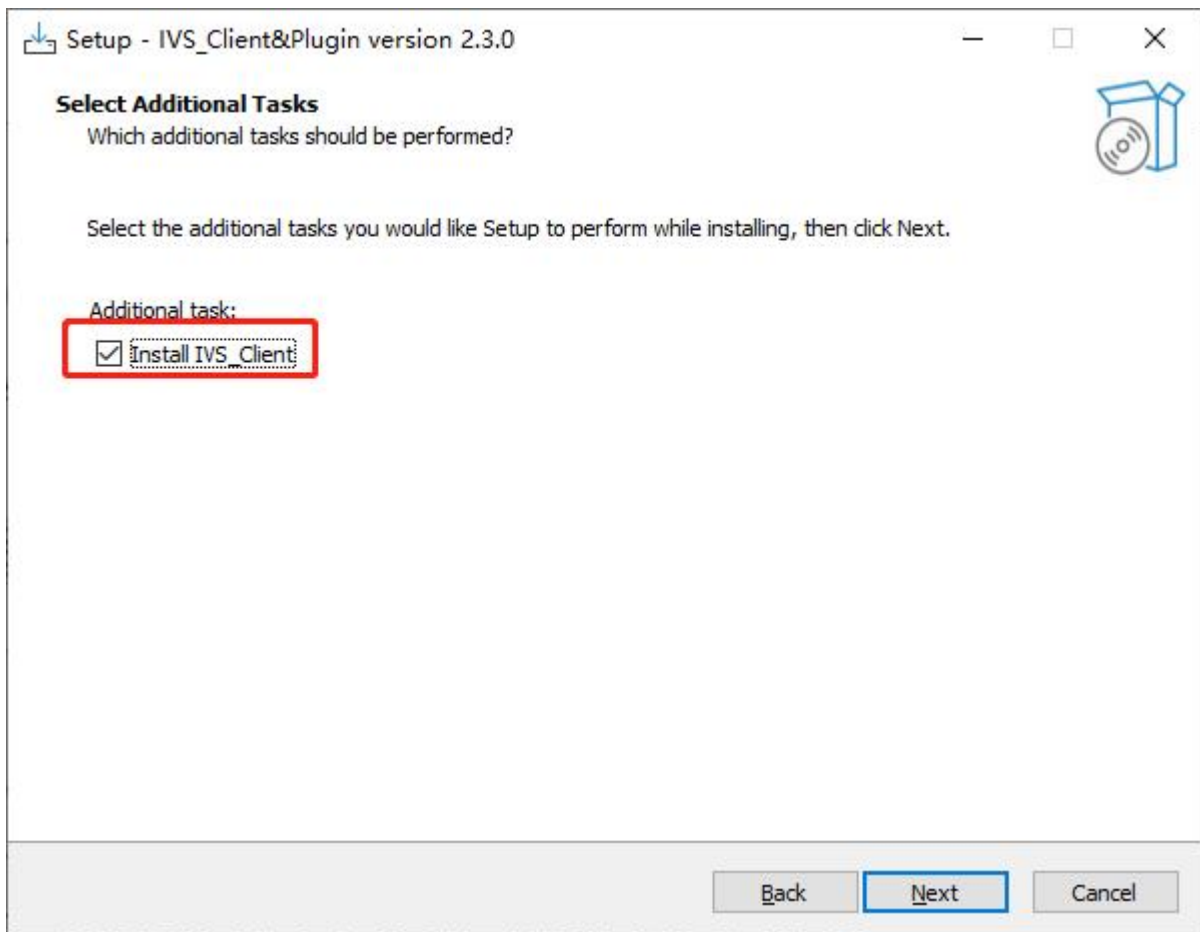 Setup - IVS_Client&Plugin version 2.3.0
Select Additional Tasks
Which additional tasks should be performed?
Select the additional tasks you would like Setup to perform while installing, then click Next.
Additional task:
Install IVS_Client
Back Next Cancel